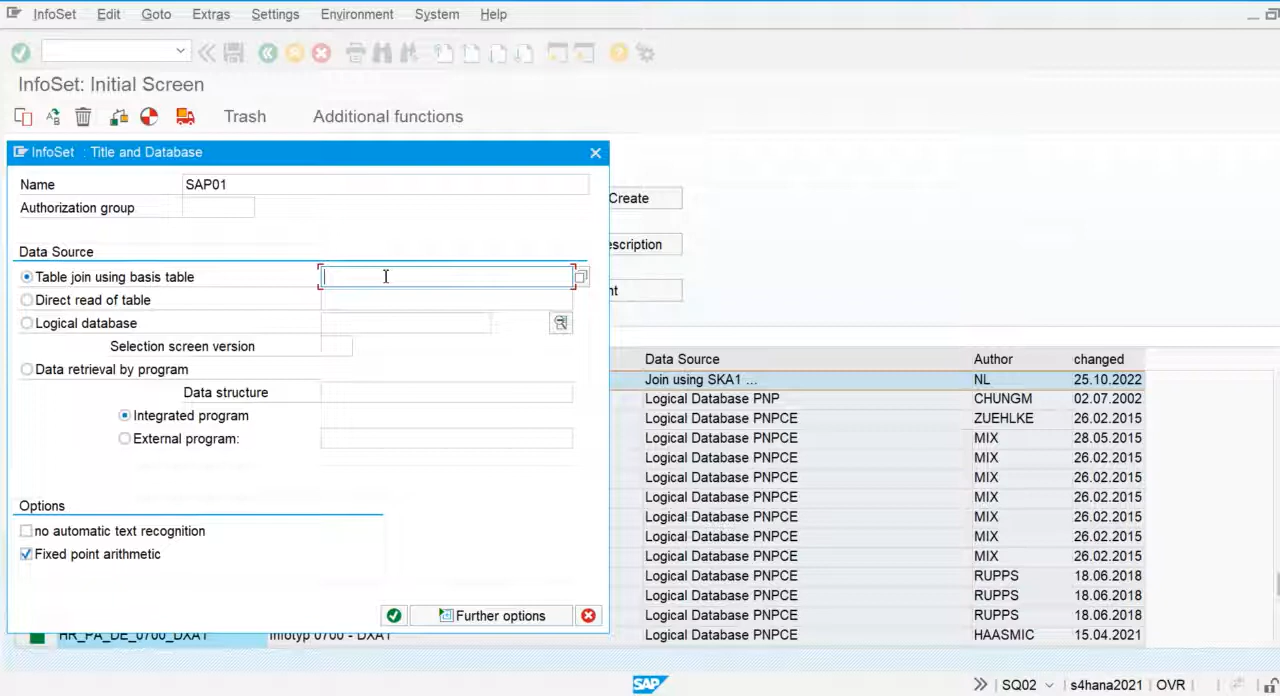 InfoSet Edit Goto Extras Settings Environment System Help
InfoSet: Initial Screen
Trash Additional functions
InfoSet : Title and Database
Name SAP01
Authorization group
Create
Data Source
escription
Table join using basis table
Direct read of table
nt
Logical database
Selection screen version
Data retrieval by program
Data structure
Integrated program
External program:
Options
no automatic text recognition
Fixed point arithmetic
Further options
Data Source Author changed
Join using SKA1 ... NL 25.10.2022
Logical Database PNP CHUNGM 02.07.2002
Logical Database PNPCE ZUEHLKE 26.02.2015
Logical Database PNPCE MIX 28.05.2015
Logical Database PNPCE MIX 26.02.2015
Logical Database PNPCE MIX 26.02.2015
Logical Database PNPCE MIX 26.02.2015
Logical Database PNPCE MIX 26.02.2015
Logical Database PNPCE MIX 26.02.2015
Logical Database PNPCE MIX 26.02.2015
Logical Database PNPCE RUPPS 18.06.2018
Logical Database PNPCE RUPPS 18.06.2018
Logical Database PNPCE RUPPS 18.06.2018
HR_PA_DE_0700_DXA1 Infotyp 0700 - DXA1 Logical Database PNPCE HAASMIC 15.04.2021
SAP SQ02 s4hana2021 OVR